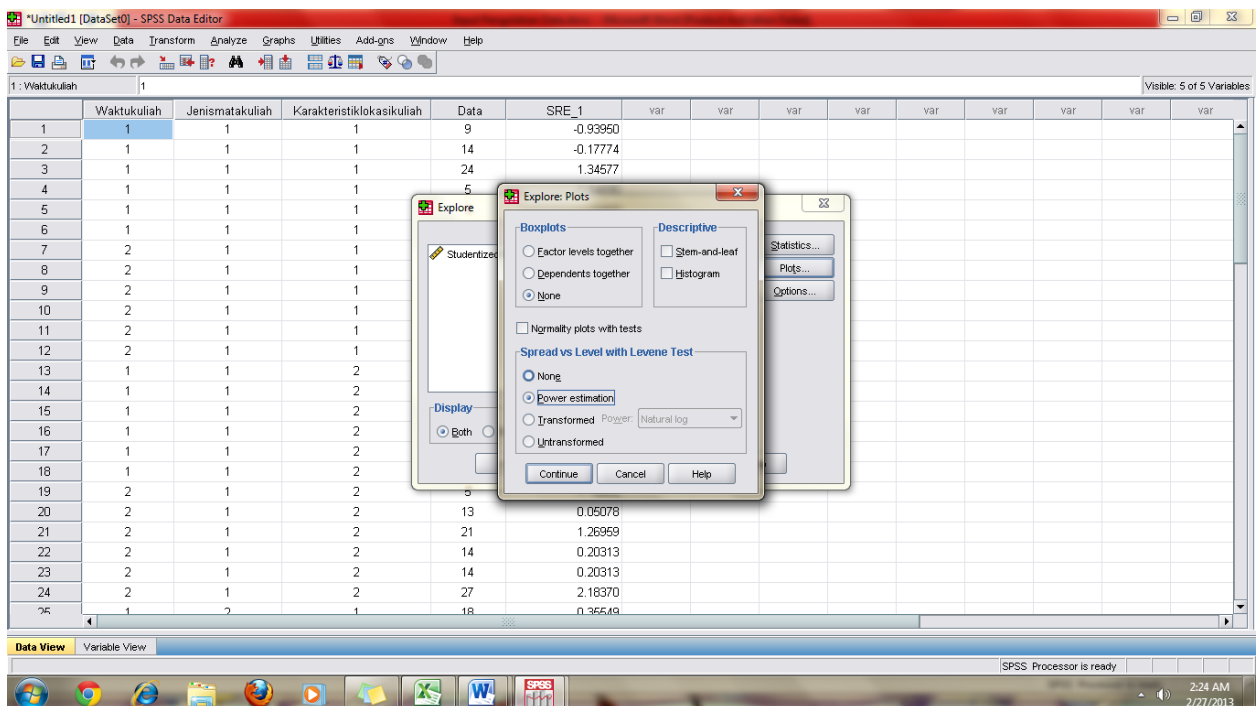 *Untitled1 [DataSet0] - SPSS Data Editor
File Edit View Data Transform Analyze Graphs Utilities Add-ons Window Help
1 : Waktukuliah 1 Visible: 5 of 5 Variables
Waktukuliah Jenismatakuliah Karakteristiklokasikuliah Data SRE_1 var var var var var var var var
1 1 1 1 9 -0.93950
2 1 1 1 14 -0.17774
3 1 1 1 24 1.34577
4 1 1 1 5
5 1 1 1
6 1 1 1
7 2 1 1
8 2 1 1
9 2 1 1
10 2 1 1
11 2 1 1
12 2 1 1
13 1 1 2
14 1 1 2
15 1 1 2
16 1 1 2
17 1 1 2
18 1 1 2
19 2 1 2 5
20 2 1 2 13 0.05078
21 2 1 2 21 1.26959
22 2 1 2 14 0.20313
23 2 1 2 14 0.20313
24 2 1 2 27 2.18370
25 1 2 1 18 0.35549
Explore
Studentized
Display
Both
Statistics...
Plots...
Options...
Explore: Plots
Boxplots
Factor levels together
Dependents together
None
Descriptive
Stem-and-leaf
Histogram
Normality plots with tests
Spread vs Level with Levene Test
None
Power estimation
Transformed Power: Natural log
Untransformed
Continue Cancel Help
Data View Variable View
SPSS Processor is ready
SPSS
2:24 AM
2/27/2013